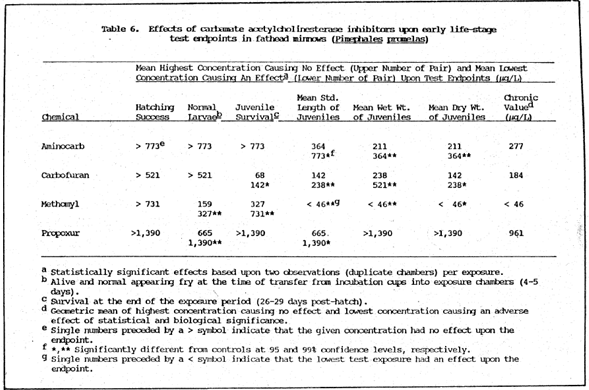 Table 6. Effects of carbamate acetylcholinesterase inhibitors upon early life-stage
test endpoints in fathead minnows (Pimephales promelas)
Mean Highest Concentration Causing No Effect (Upper Number of Pair) and Mean Lowest
Concentration Causing An Effect a (Lower Number of Pair) Upon Test Endpoints (µg/L)
Chemical Hatching Success Normal Larvae b Juvenile Survival c Mean Std. Length of Juveniles Mean Wet Wt. of Juveniles Mean Dry Wt. of Juveniles Chronic Value d (µg/L)
Aminocarb > 773 e > 773 > 773 364 211 211 277
773* f 364** 364**
Carbofuran > 521 > 521 68 142 238 142 184
142* 238** 521** 238*
Methomyl > 731 159 327 < 46** g < 46** < 46* < 46
327** 731**
Propoxur >1,390 665 >1,390 665 >1,390 >1,390 961
1,390** 1,390*
a Statistically significant effects based upon two observations (duplicate chambers) per exposure.
b Alive and normal appearing fry at the time of transfer from incubation cups into exposure chambers (4-5
days).
c Survival at the end of the exposure period (26-29 days post-hatch).
d Geometric mean of highest concentration causing no effect and lowest concentration causing an adverse
effect of statistical and biological significance.
e Single numbers preceded by a > symbol indicate that the given concentration had no effect upon the
endpoint.
f *,** Significantly different from controls at 95 and 99% confidence levels, respectively.
g Single numbers preceded by a < symbol indicate that the lowest test exposure had an effect upon the
endpoint.